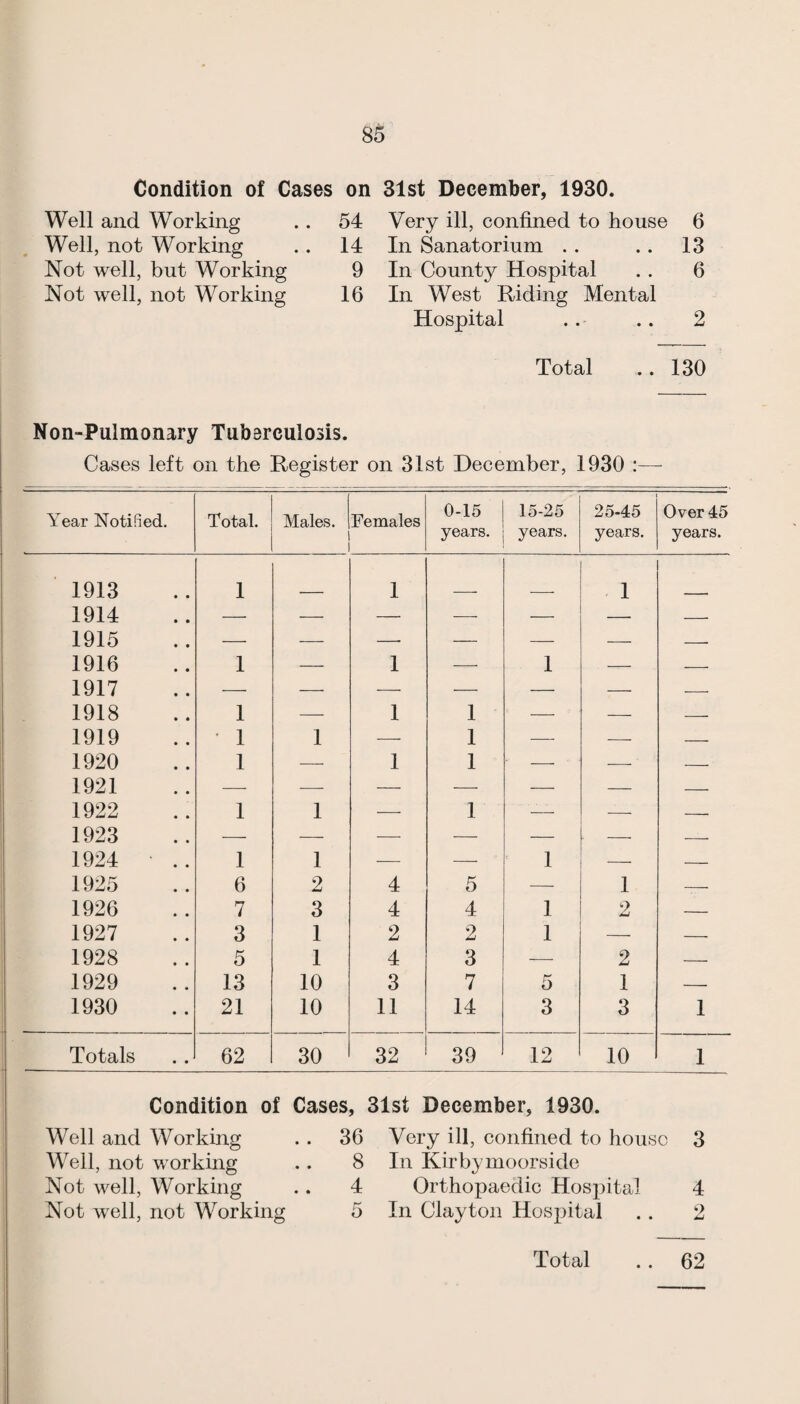 85
Condition of Cases on 31st December, 1930.
Well and Working .. 54 Very ill, confined to house 6
Well, not Working .. 14 In Sanatorium .. .. 13
Not well, but Working 9 In County Hospital .. 6
Not well, not Working 16 In West Riding Mental
Hospital .. .. 2
Total .. 130
Non-Pulmonary Tuberculosis.
Cases left on the Register on 31st December, 1930 :—
Year Notified. | Total. | Males. | Females | 0-15 years. | 15-25 years. | 25-45 years. | Over 45 years.
1913 .. 1 — 1 — — 1 —
1914 .. — — — — — — —
1915 .. — — — — — — —
1916 .. 1 — 1 — 1 — —
1917 .. — — — — — — —
1918 .. 1 — 1 1 — — —
1919 .. 1 1 — 1 — — —
1920 .. 1 — 1 1 — — —
1921 .. — — — — — — —
1922 .. 1 1 — 1 — — —
1923 .. — — — — — — —
1924 .. 1 1 — — 1 — —
1925 .. 6 2 4 5 — 1 —
1926 .. 7 3 4 4 1 2 —
1927 .. 3 1 2 2 1 — —
1928 .. 5 1 4 3 — 2 —
1929 .. 13 10 3 7 5 1 —
1930 .. 21 10 11 14 3 3 1
Totals .. 62 30 32 39 12 10 1
Condition of Cases, 31st December, 1930.
Well and Working .. 36 Very ill, confined to house 3
Well, not working .. 8 In Kirbymoorside
Not well, Working .. 4 Orthopaedic Hospital 4
Not well, not Working 5 In Clayton Hospital .. 2
Total .. 62